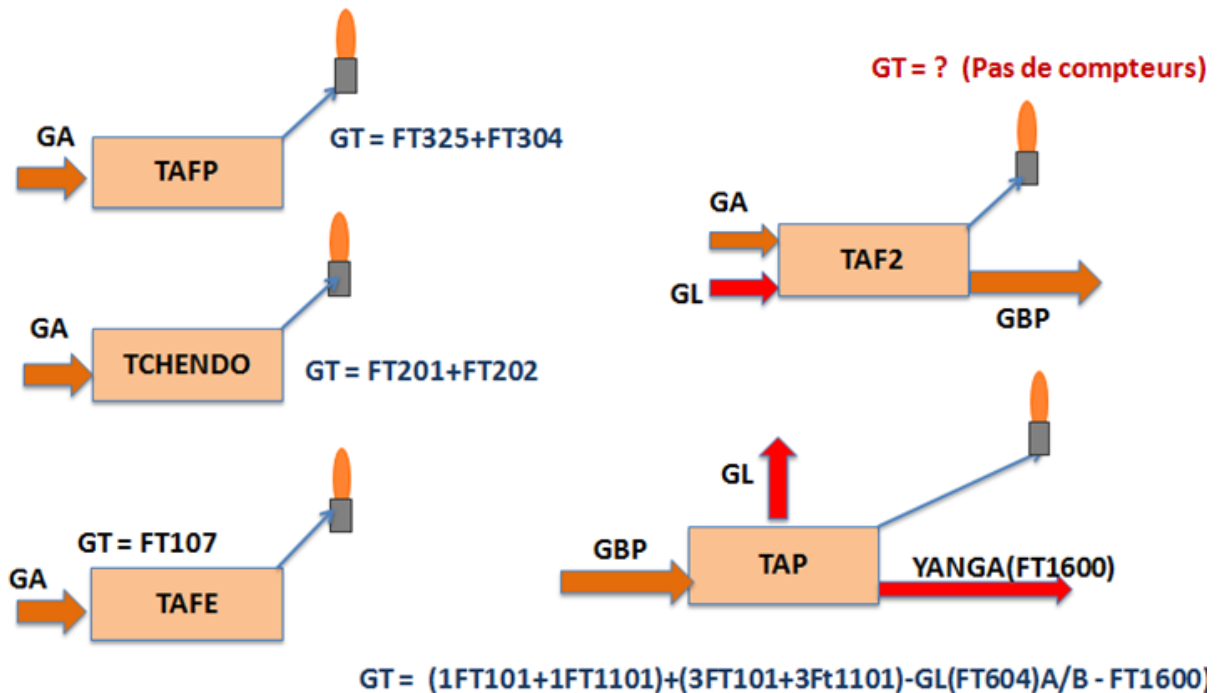 GA
TAFP
GT = FT325+FT304
GA
TCHENDO
GT = FT201+FT202
GT = FT107
GA
TAFE
GT = ? (Pas de compteurs)
GA
GL
TAF2
GBP
GL
GBP
TAP
YANGA(FT1600)
GT = (1FT101+1FT1101)+(3FT101+3Ft1101)-GL(FT604)A/B - FT1600)